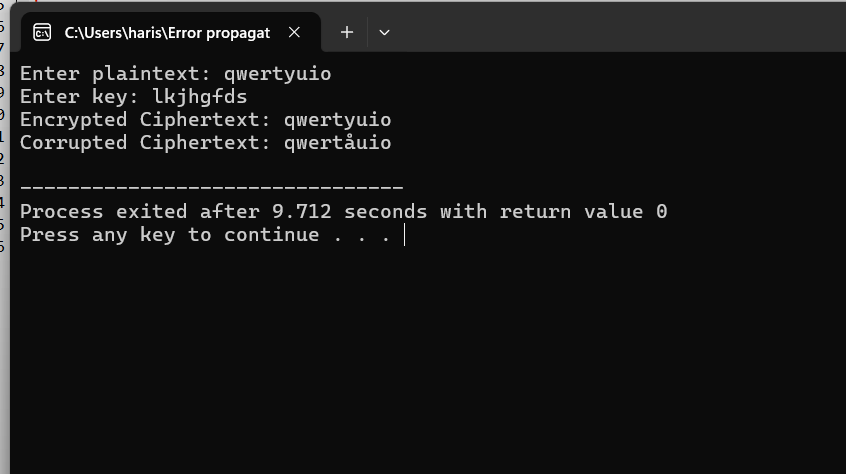 C:\Users\haris\Error propagat
Enter plaintext: qwertyuio
Enter key: lkjhgfds
Encrypted Ciphertext: qwertyuio
Corrupted Ciphertext: qwertåuio
--------------------------------
Process exited after 9.712 seconds with return value 0
Press any key to continue . . .